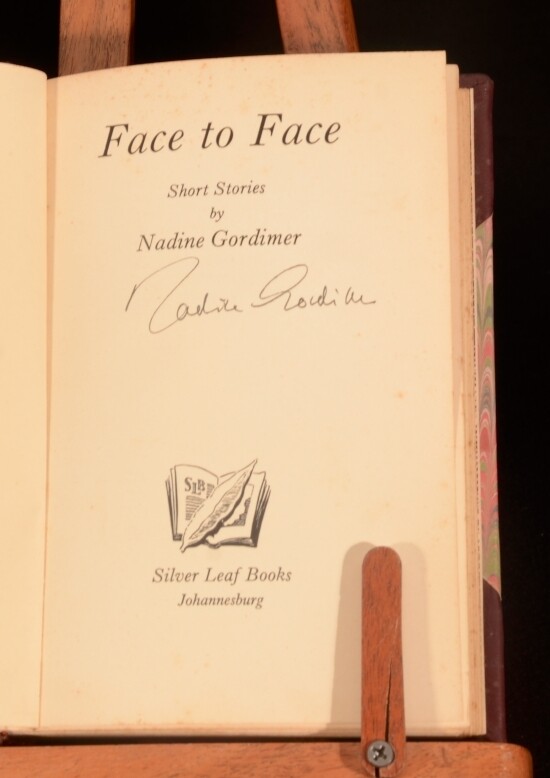 Face to Face
Short Stories
by
Nadine Gordimer
Nadine Gordimer
SLB
Silver Leaf Books
Johannesburg